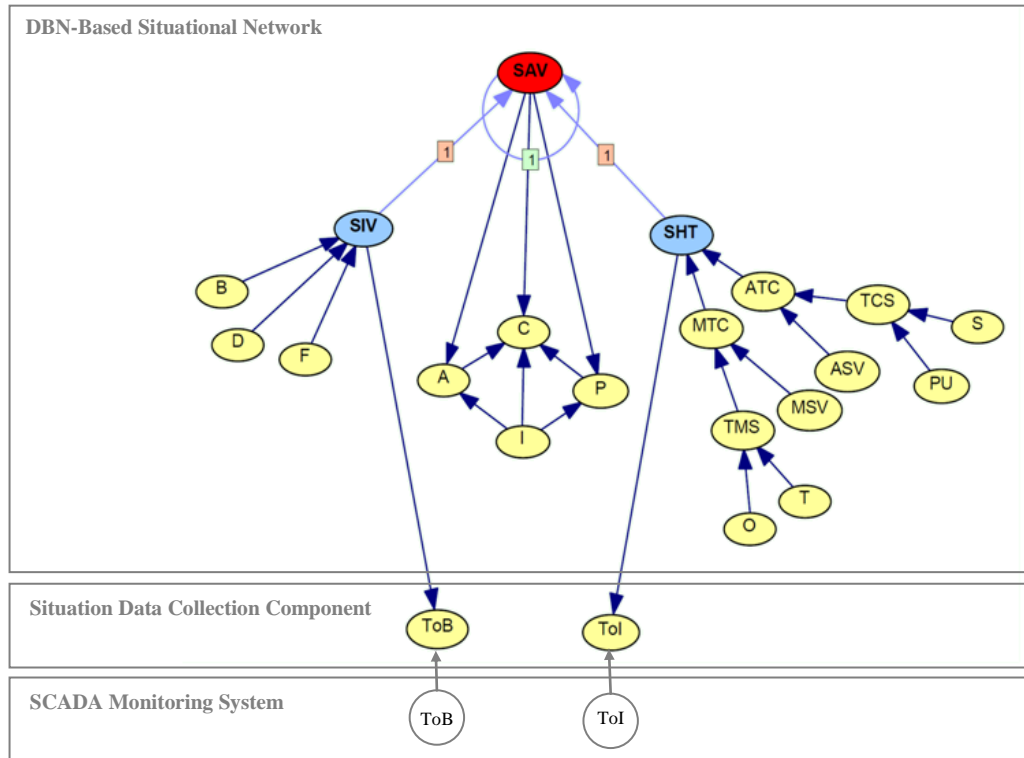 DBN-Based Situational Network
SAV
1
1
1
SIV
SHT
B
ATC
TCS
D
C
MTC
S
F
A
P
ASV
PU
MSV
I
TMS
T
O
Situation Data Collection Component
ToB
ToI
SCADA Monitoring System
ToB
ToI